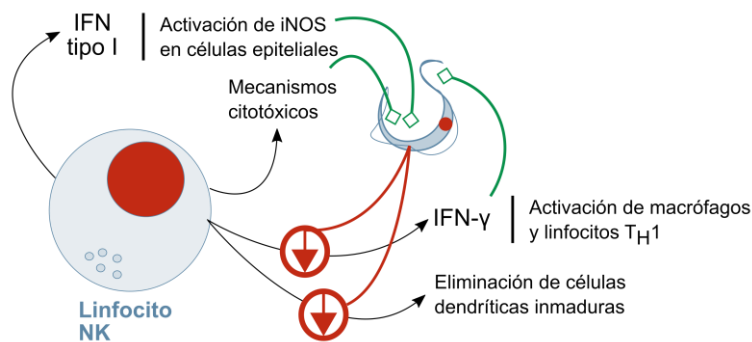 IFN
tipo I
Activación de iNOS
en células epiteliales
Mecanismos
citotóxicos
IFN-γ
Activación de macrófagos
y linfocitos TH1
Eliminación de células
dendríticas inmaduras
Linfocito
NK